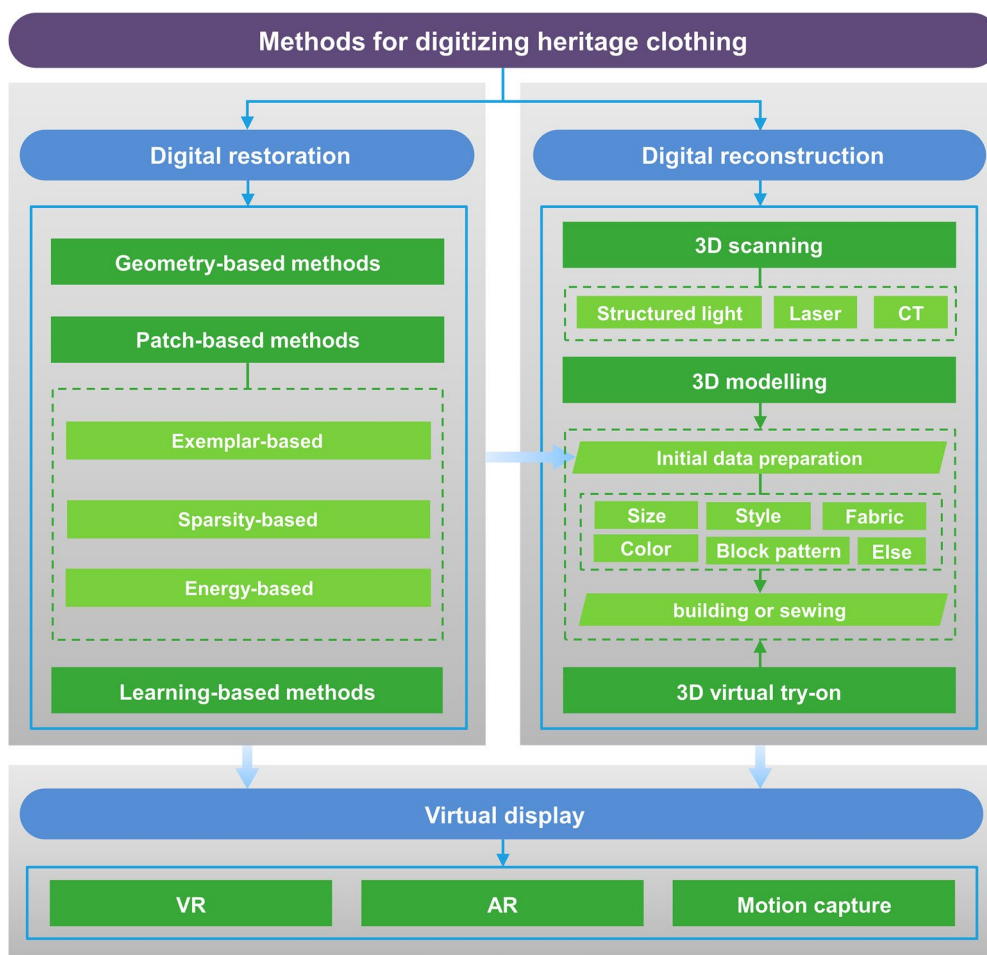 Methods for digitizing heritage clothing
Digital restoration
Geometry-based methods
Patch-based methods
Exemplar-based
Sparsity-based
Energy-based
Learning-based methods
Digital reconstruction
3D scanning
Structured light
Laser
CT
3D modelling
Initial data preparation
Size
Style
Fabric
Color
Block pattern
Else
building or sewing
3D virtual try-on
Virtual display
VR
AR
Motion capture